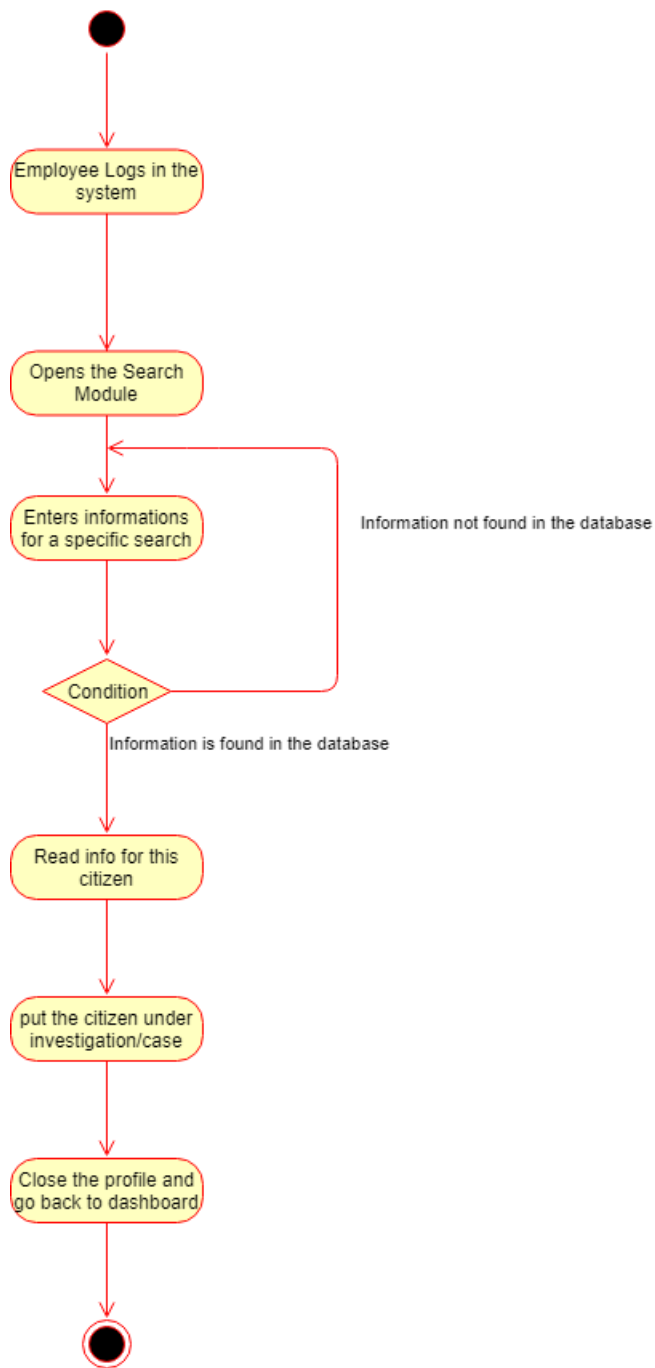 Employee Logs in the
system
Opens the Search
Module
Enters informations
for a specific search
Information not found in the database
Condition
Information is found in the database
Read info for this
citizen
put the citizen under
investigation/case
Close the profile and
go back to dashboard